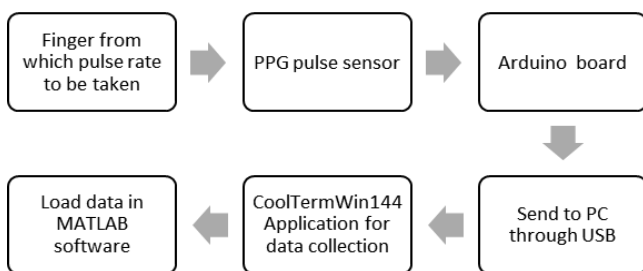 Finger from
which pulse rate
to be taken
PPG pulse sensor
Arduino  board
Send to PC
through USB
CoolTermWin144
Application for
data collection
Load data in
MATLAB
software